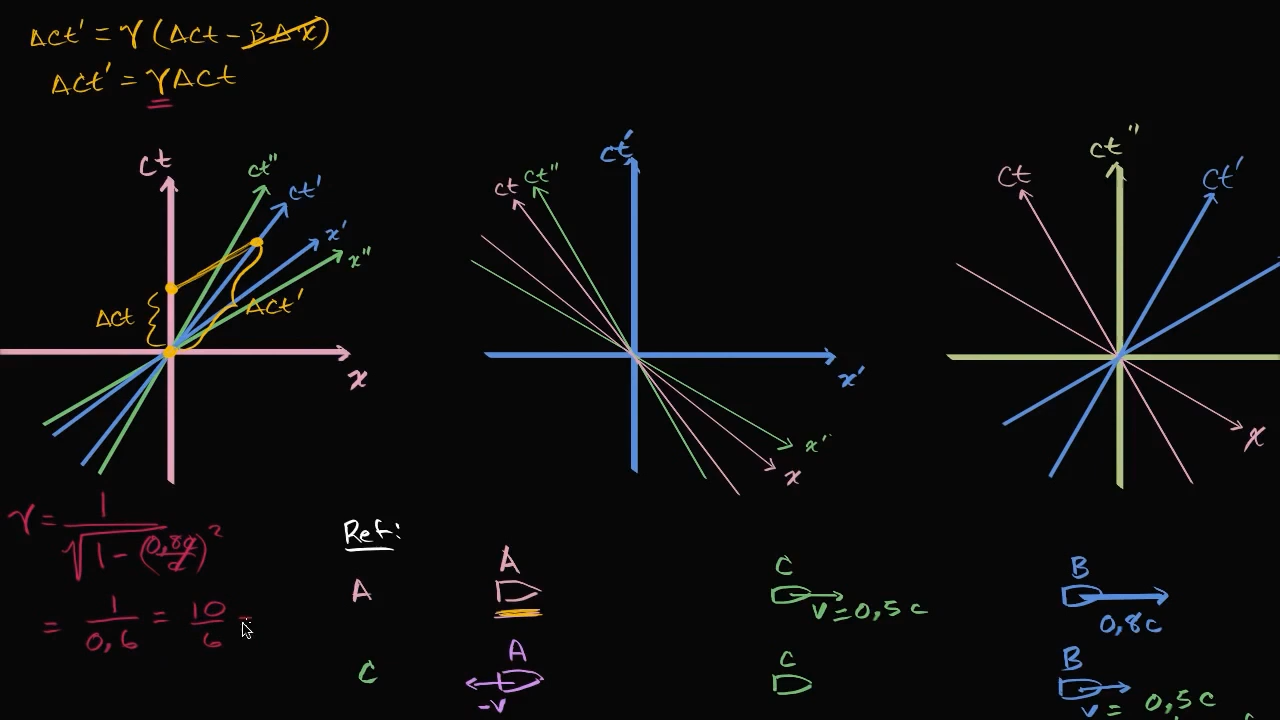 Δct' = γ(Δct - βΔx)
Δct' = γΔct
ct
ct''
ct'
x'
x''
Δct
Δct'
x
ct'
ct
ct''
x'
x''
x
ct''
ct
ct'
x
γ = 1/√(1 - (0,8c/c)²)
= 1/0,6 = 10/6 =
Ref:
A
A
C
v = 0,5c
B
0,8c
C
A
-v
C
B
v = 0,5c